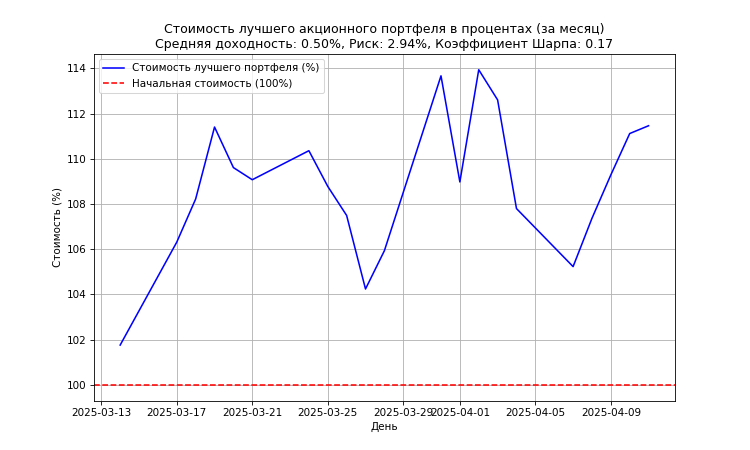 Стоимость лучшего акционного портфеля в процентах (за месяц)
Средняя доходность: 0.50%, Риск: 2.94%, Коэффициент Шарпа: 0.17
Стоимость лучшего портфеля (%)
Начальная стоимость (100%)
Стоимость (%)
114
112
110
108
106
104
102
100
2025-03-13
2025-03-17
2025-03-21
2025-03-25
2025-03-29
2025-04-01
2025-04-05
2025-04-09
День